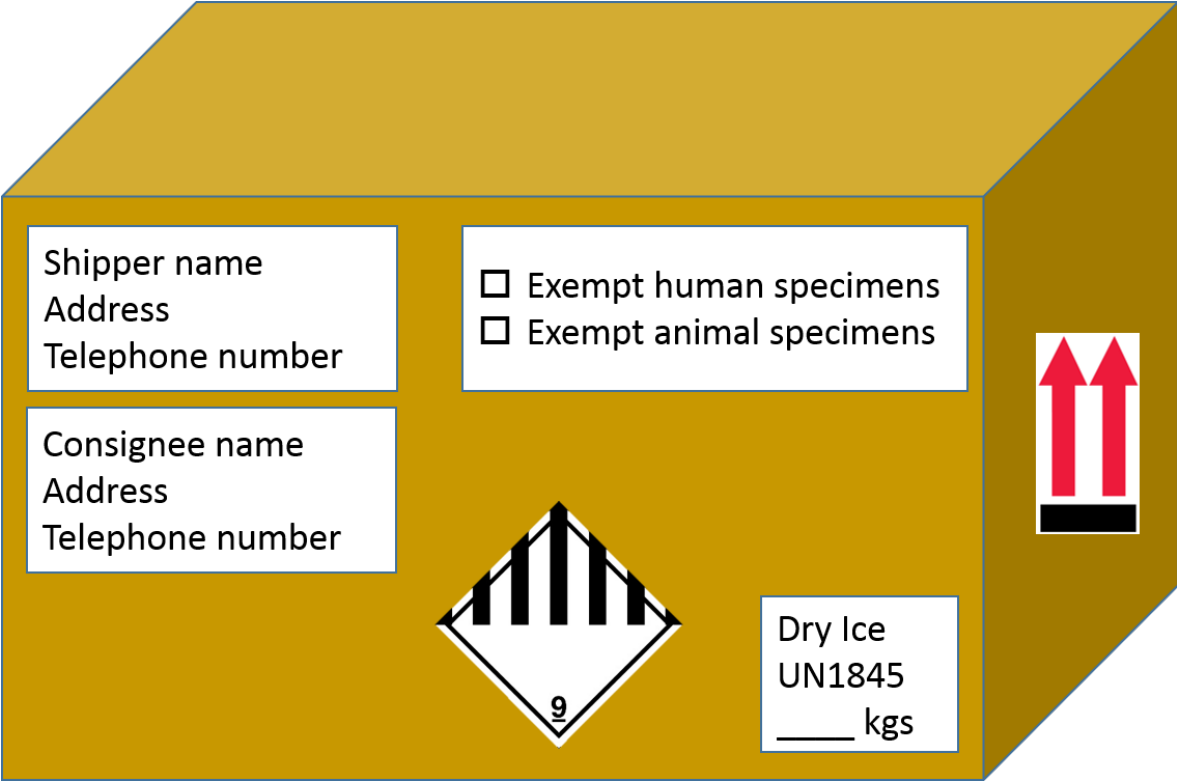 Shipper name
Address
Telephone number
☐ Exempt human specimens
☐ Exempt animal specimens
Consignee name
Address
Telephone number
9
Dry Ice
UN1845
____ kgs